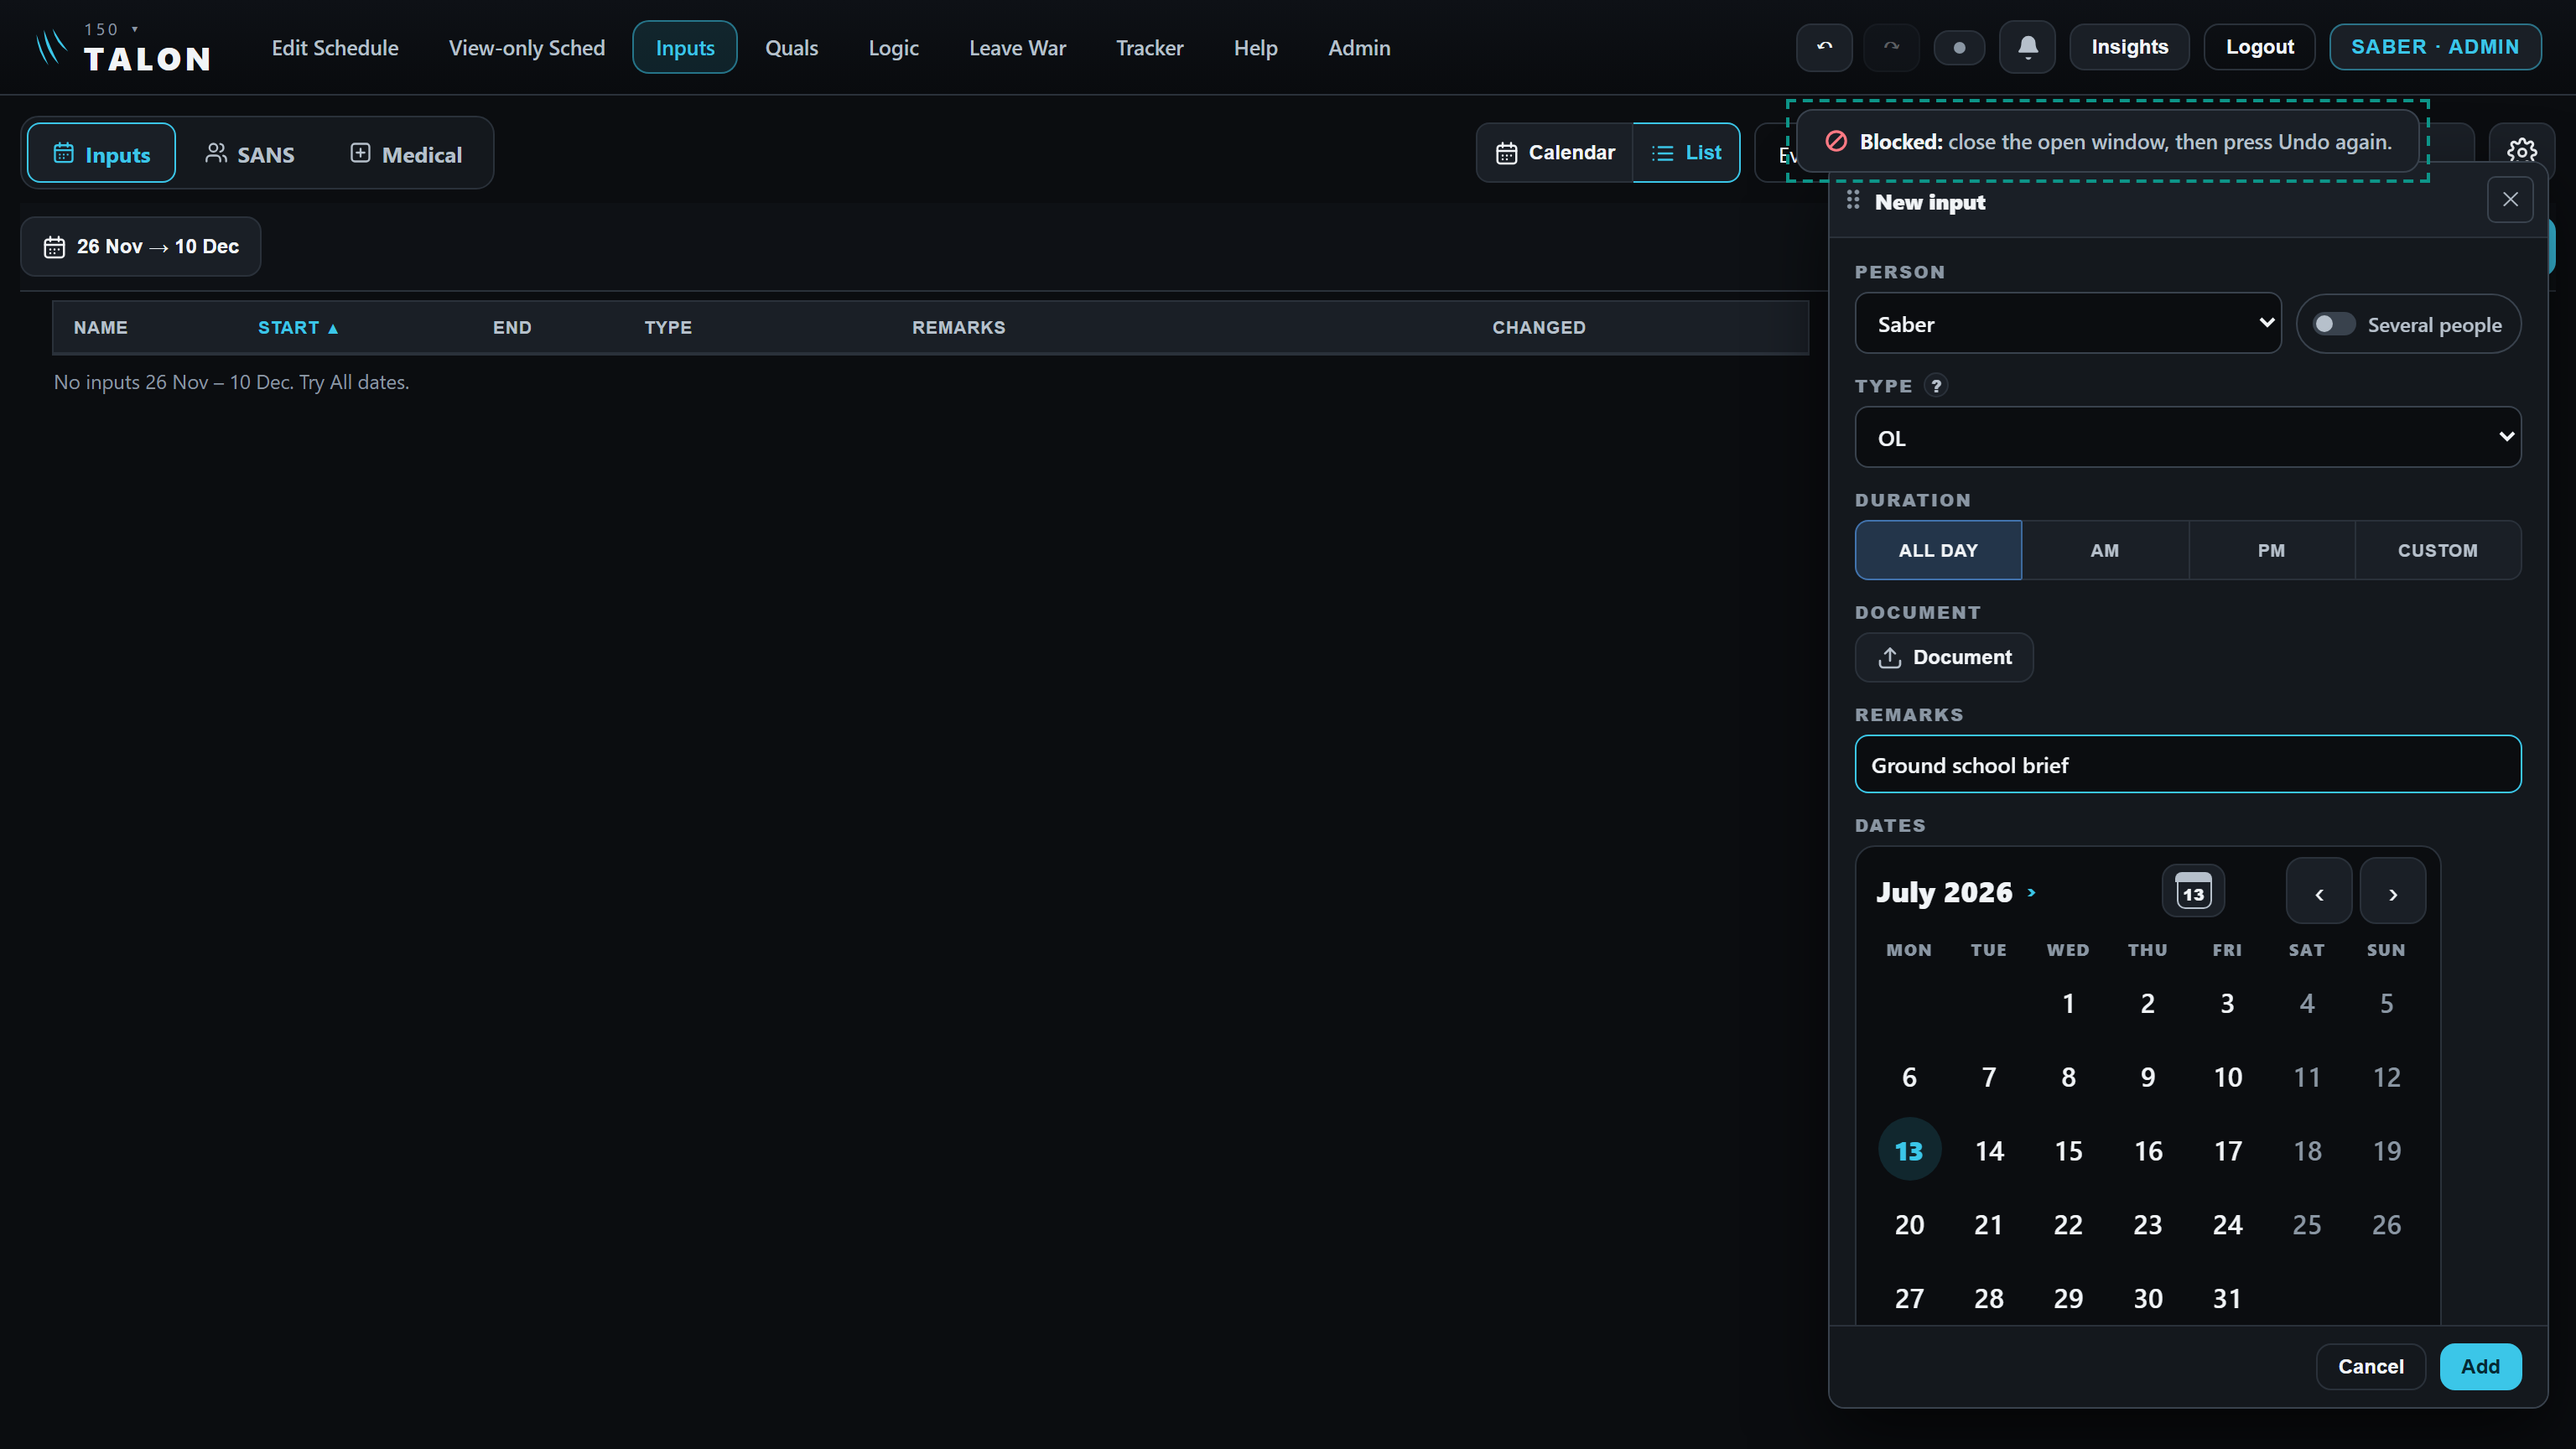 150 ▾
TALON
Edit Schedule
View-only Sched
Inputs
Quals
Logic
Leave War
Tracker
Help
Admin
Insights
Logout
SABER · ADMIN
Inputs
SANS
Medical
Calendar
List
Blocked: close the open window, then press Undo again.
26 Nov → 10 Dec
NAME
START ▲
END
TYPE
REMARKS
CHANGED
No inputs 26 Nov – 10 Dec. Try All dates.
New input
PERSON
Saber
Several people
TYPE ?
OL
DURATION
ALL DAY
AM
PM
CUSTOM
DOCUMENT
Document
REMARKS
Ground school brief
DATES
July 2026 ›
13
‹
›
MON TUE WED THU FRI SAT SUN
1 2 3 4 5
6 7 8 9 10 11 12
13 14 15 16 17 18 19
20 21 22 23 24 25 26
27 28 29 30 31
Cancel
Add